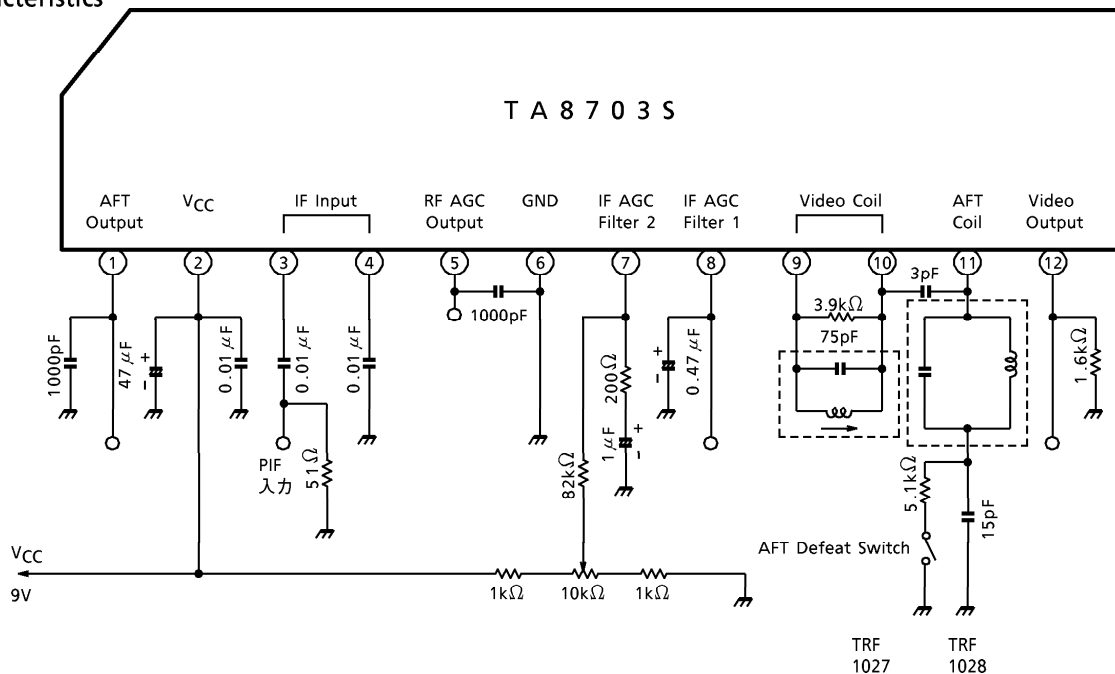 cteristics
TA8703S
AFT
Output
VCC
IF Input
RF AGC
Output
GND
IF AGC
Filter 2
IF AGC
Filter 1
Video Coil
AFT
Coil
Video
Output
1
2
3
4
5
6
7
8
9
10
11
12
1000pF
47μF
+
-
0.01μF
0.01μF
0.01μF
PIF
入力
51Ω
1000pF
82kΩ
200Ω
1μF
+
-
+
-
0.47μF
3.9kΩ
75pF
3pF
1.6kΩ
5.1kΩ
15pF
AFT Defeat Switch
VCC
9V
1kΩ
10kΩ
1kΩ
TRF
1027
TRF
1028